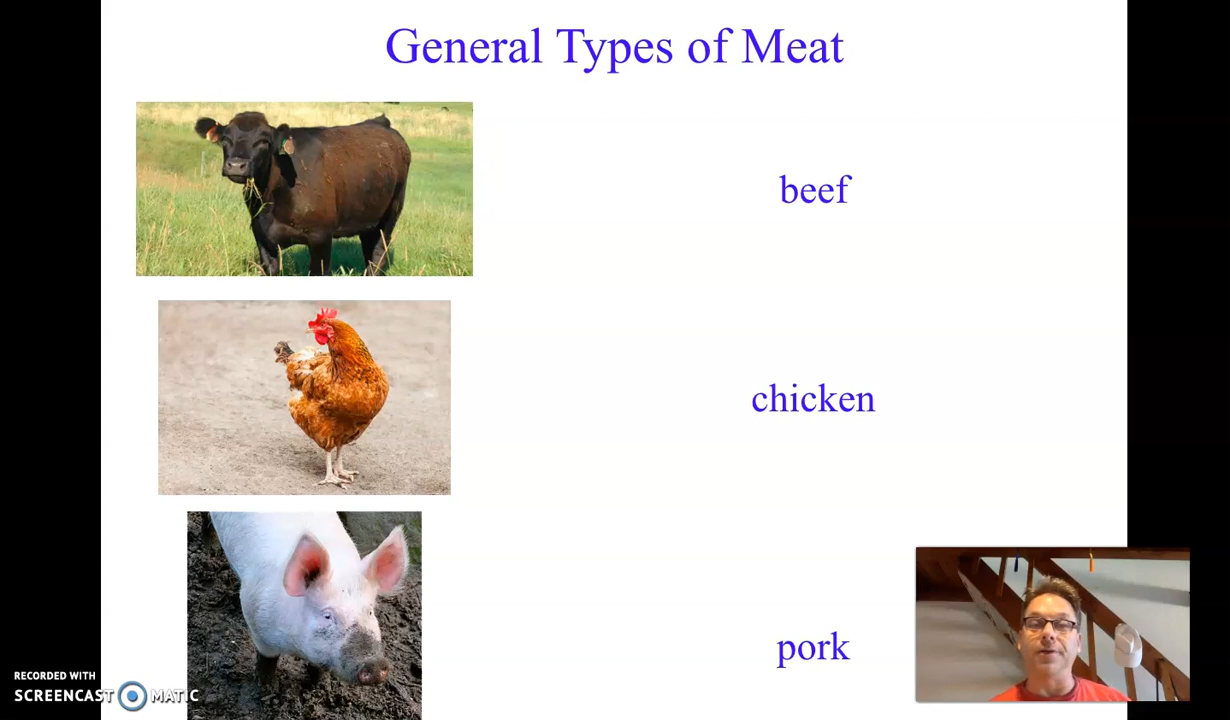 General Types of Meat
beef
chicken
pork
RECORDED WITH
SCREENCAST MATIC